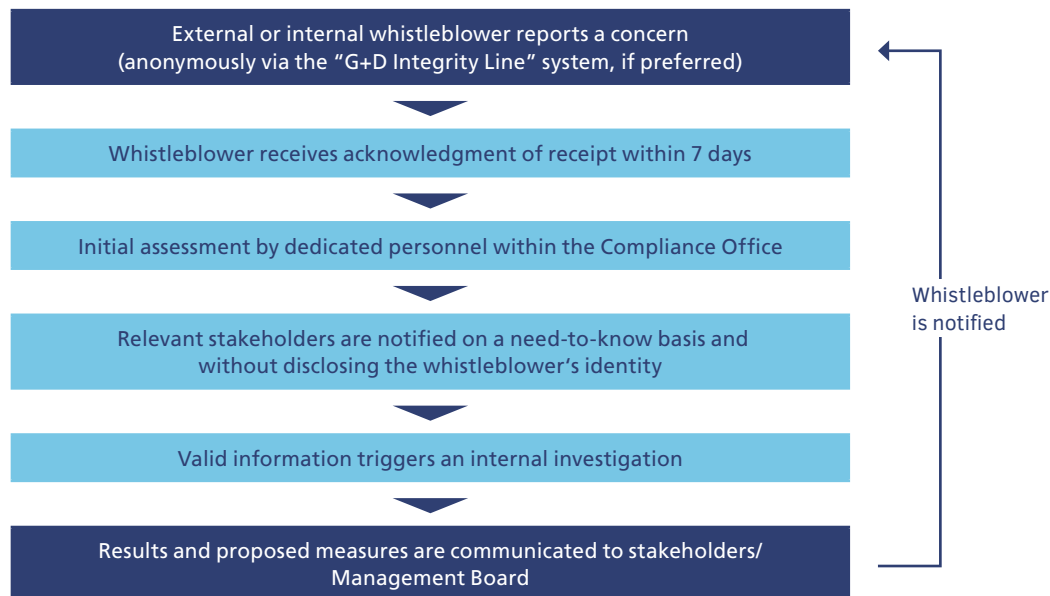 External or internal whistleblower reports a concern
(anonymously via the “G+D Integrity Line” system, if preferred)
Whistleblower receives acknowledgment of receipt within 7 days
Initial assessment by dedicated personnel within the Compliance Office
Relevant stakeholders are notified on a need-to-know basis and
without disclosing the whistleblower’s identity
Valid information triggers an internal investigation
Results and proposed measures are communicated to stakeholders/
Management Board
Whistleblower
is notified